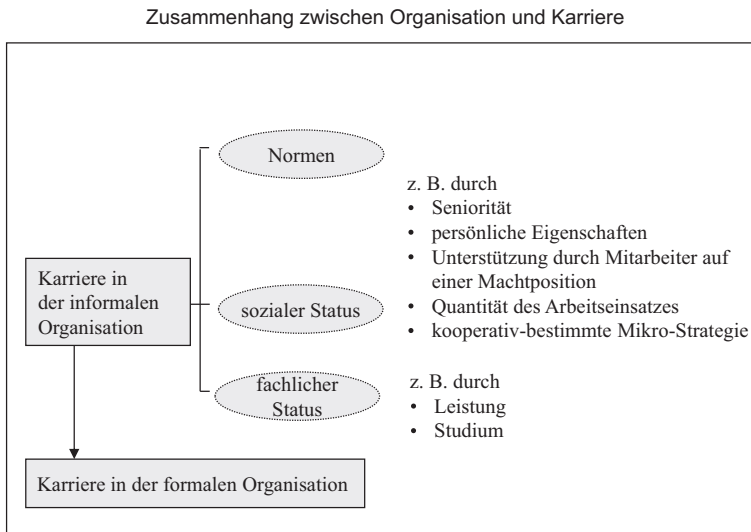 Zusammenhang zwischen Organisation und Karriere
Normen
z. B. durch
• Seniorität
• persönliche Eigenschaften
• Unterstützung durch Mitarbeiter auf
einer Machtposition
• Quantität des Arbeitseinsatzes
• kooperativ-bestimmte Mikro-Strategie
Karriere in
der informalen
Organisation
sozialer Status
fachlicher
Status
z. B. durch
• Leistung
• Studium
Karriere in der formalen Organisation